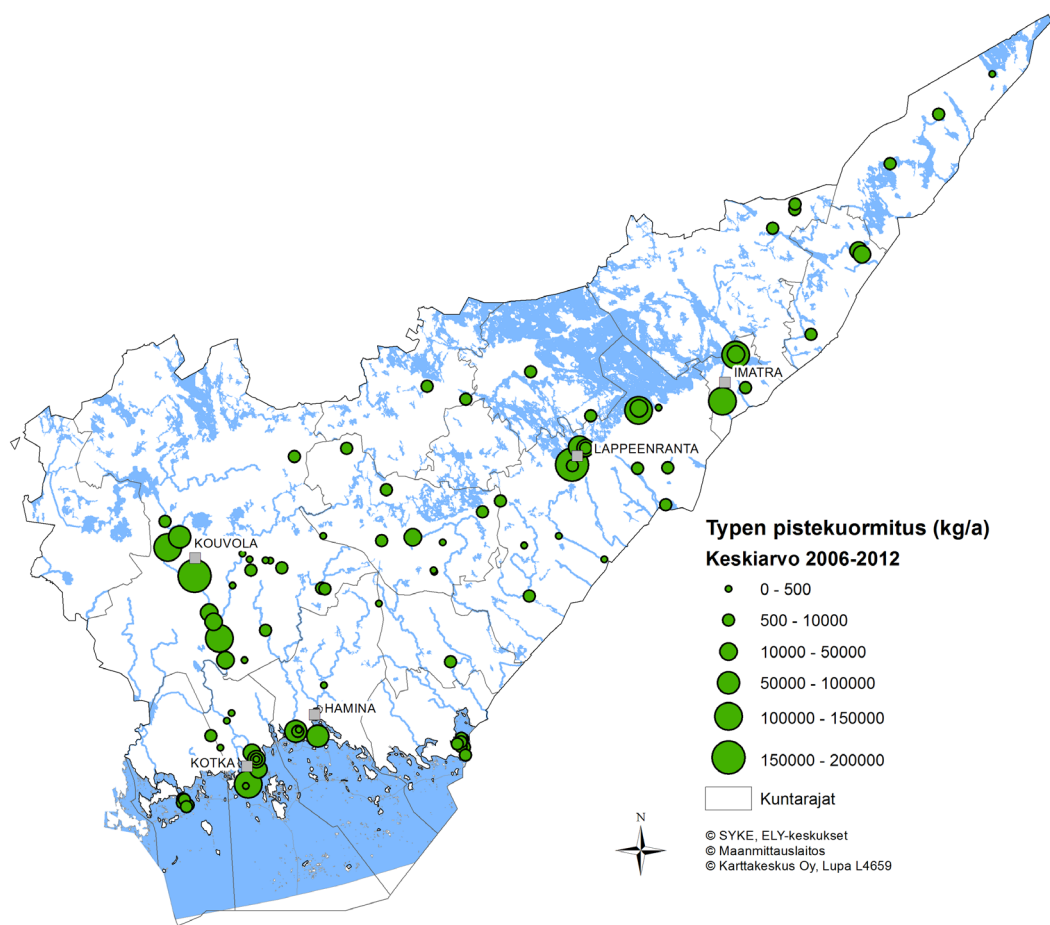 IMATRA
LAPPEENRANTA
KOUVOLA
HAMINA
KOTKA
Typen pistekuormitus (kg/a)
Keskiarvo 2006-2012
0 - 500
500 - 10000
10000 - 50000
50000 - 100000
100000 - 150000
150000 - 200000
Kuntarajat
N
© SYKE, ELY-keskukset
© Maanmittauslaitos
© Karttakeskus Oy, Lupa L4659